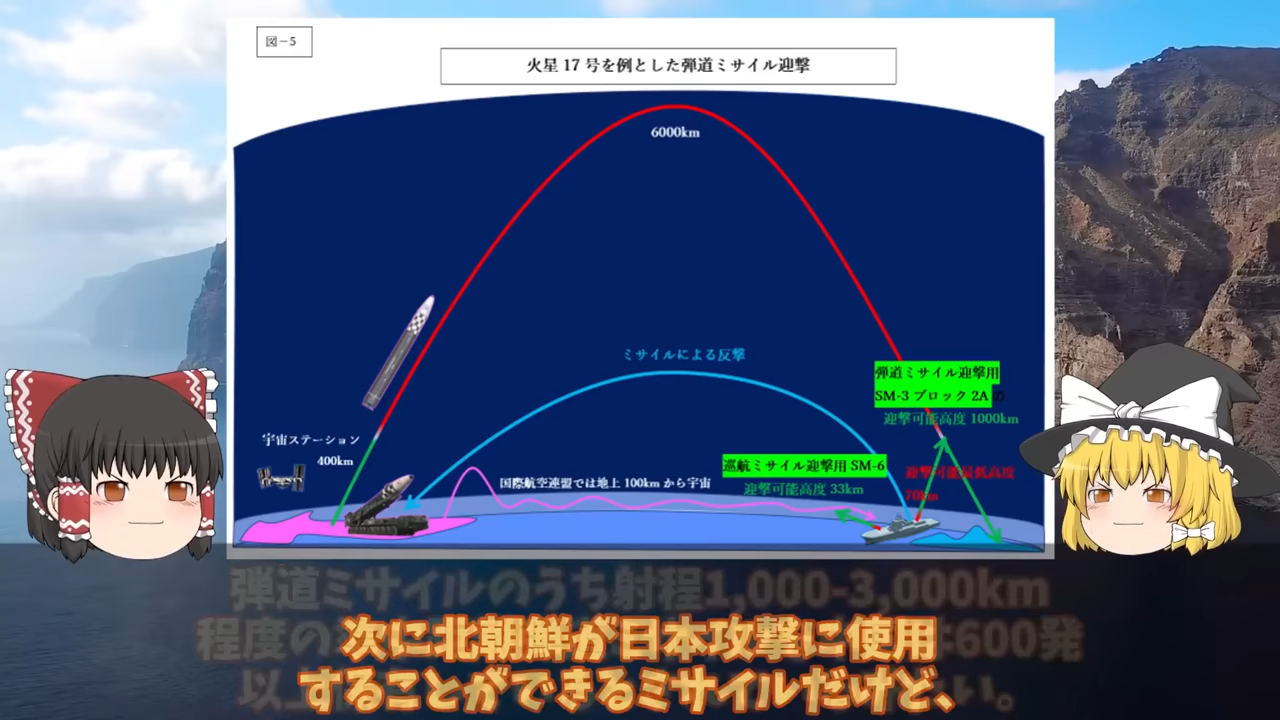 図－5
火星 17 号を例とした弾道ミサイル迎撃
6000km
ミサイルによる反撃
弾道ミサイル迎撃用
SM-3 ブロック 2A の
迎撃可能高度 1000km
宇宙ステーション
400km
国際航空連盟では地上 100km から宇宙
巡航ミサイル迎撃用 SM-6
迎撃可能高度 33km
迎撃可能最低高度
70km
弾道ミサイルのうち射程1,000-3,000km
程度の
は600発
以上
い。
次に北朝鮮が日本攻撃に使用
することができるミサイルだけど、